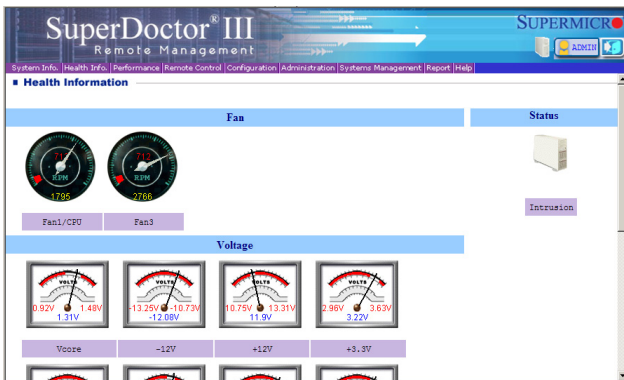 SuperDoctor® III
Remote Management
SUPERMICRO
ADMIN
System Info. |Health Info. |Performance |Remote Control |Configuration |Administration |Systems Management |Report |Help|
Health Information
Fan
Status
RPM
1795
712
RPM
2766
Fan1/CPU
Fan3
Intrusion
Voltage
VOLTS
0.92V 1.48V
1.31V
VOLTS
-13.25V -10.73V
-12.08V
VOLTS
10.75V 13.31V
11.9V
VOLTS
2.96V 3.63V
3.22V
Vcore
-12V
+12V
+3.3V